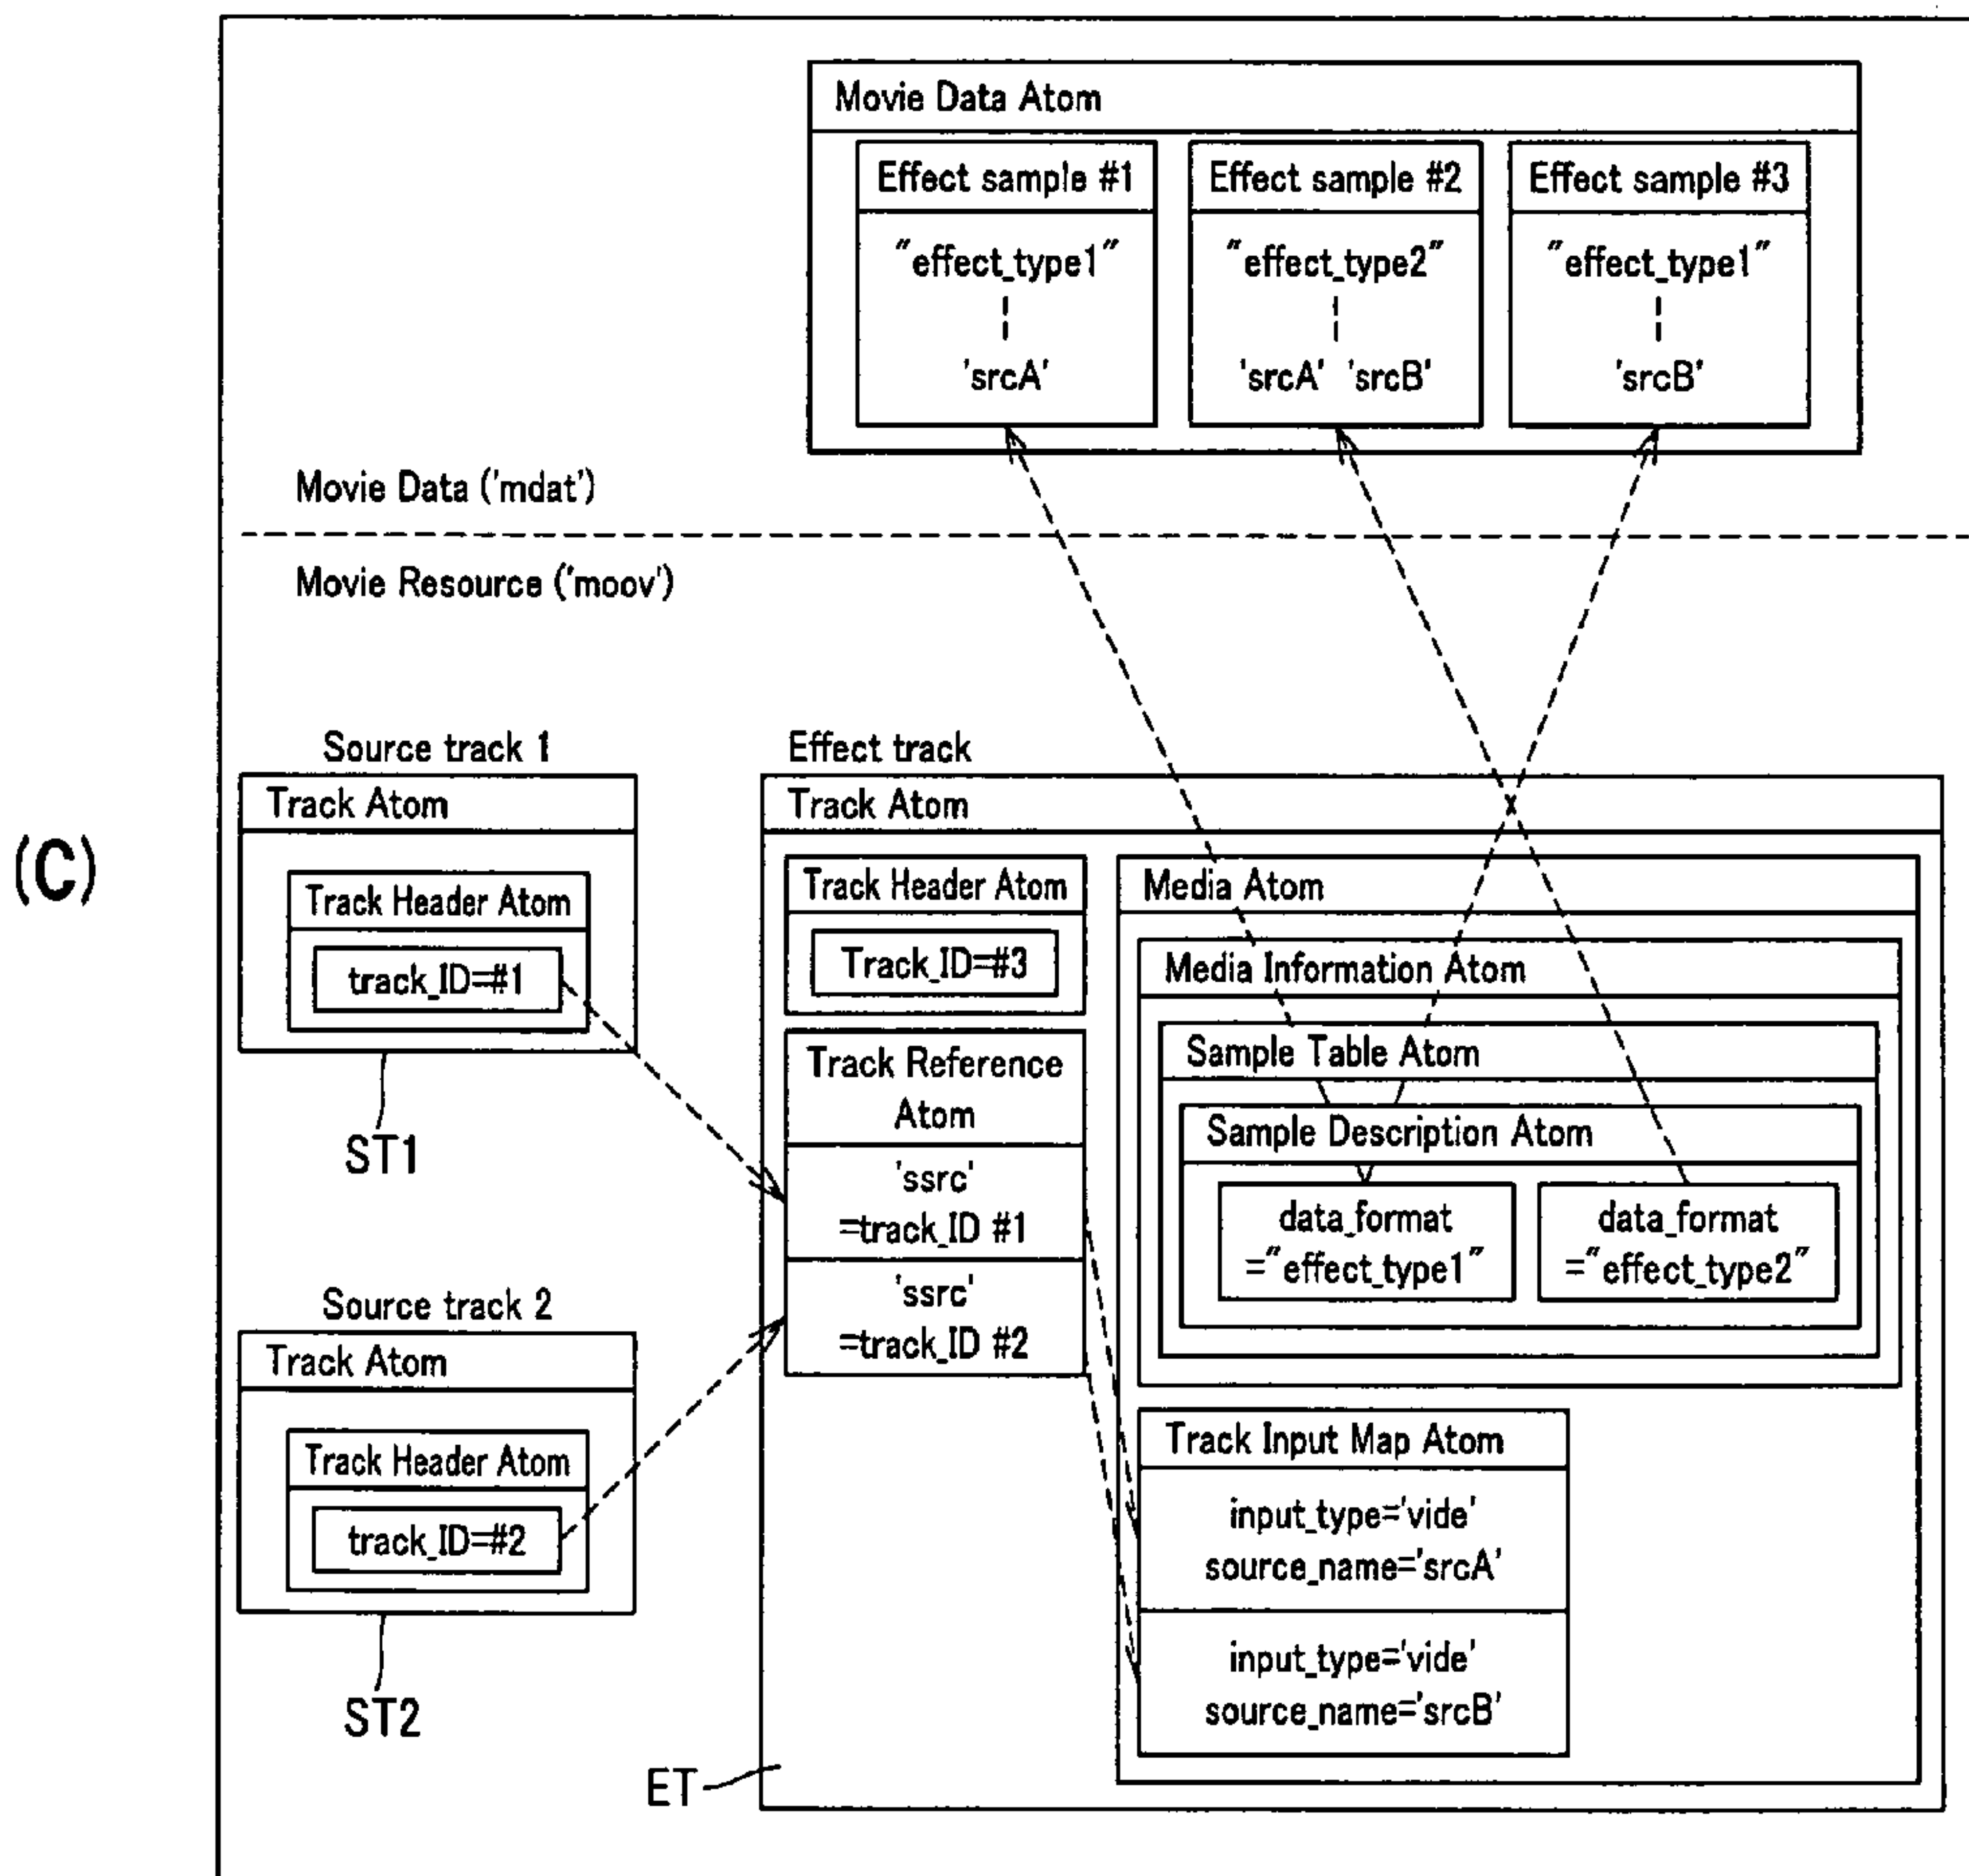 Movie Data Atom
Effect sample #1
"effect_type1"
'srcA'
Effect sample #2
"effect_type2"
'srcA' 'srcB'
Effect sample #3
"effect_type1"
'srcB'
Movie Data ('mdat')
Movie Resource ('moov')
(C)
Source track 1
Track Atom
Track Header Atom
track_ID=#1
ST1
Source track 2
Track Atom
Track Header Atom
track_ID=#2
ST2
Effect track
Track Atom
Track Header Atom
Track_ID=#3
Track Reference
Atom
'ssrc'
=track_ID #1
'ssrc'
=track_ID #2
Media Atom
Media Information Atom
Sample Table Atom
Sample Description Atom
data_format
="effect_type1"
data_format
="effect_type2"
Track Input Map Atom
input_type='vide'
source_name='srcA'
input_type='vide'
source_name='srcB'
ET